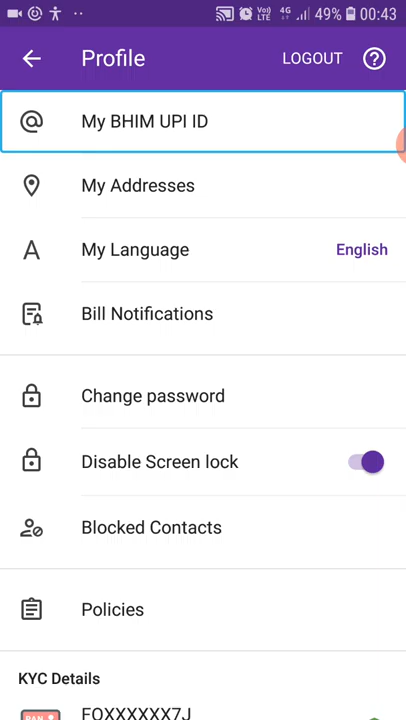 49% 00:43
Profile LOGOUT ?
My BHIM UPI ID
My Addresses
A My Language English
Bill Notifications
Change password
Disable Screen lock
Blocked Contacts
Policies
KYC Details